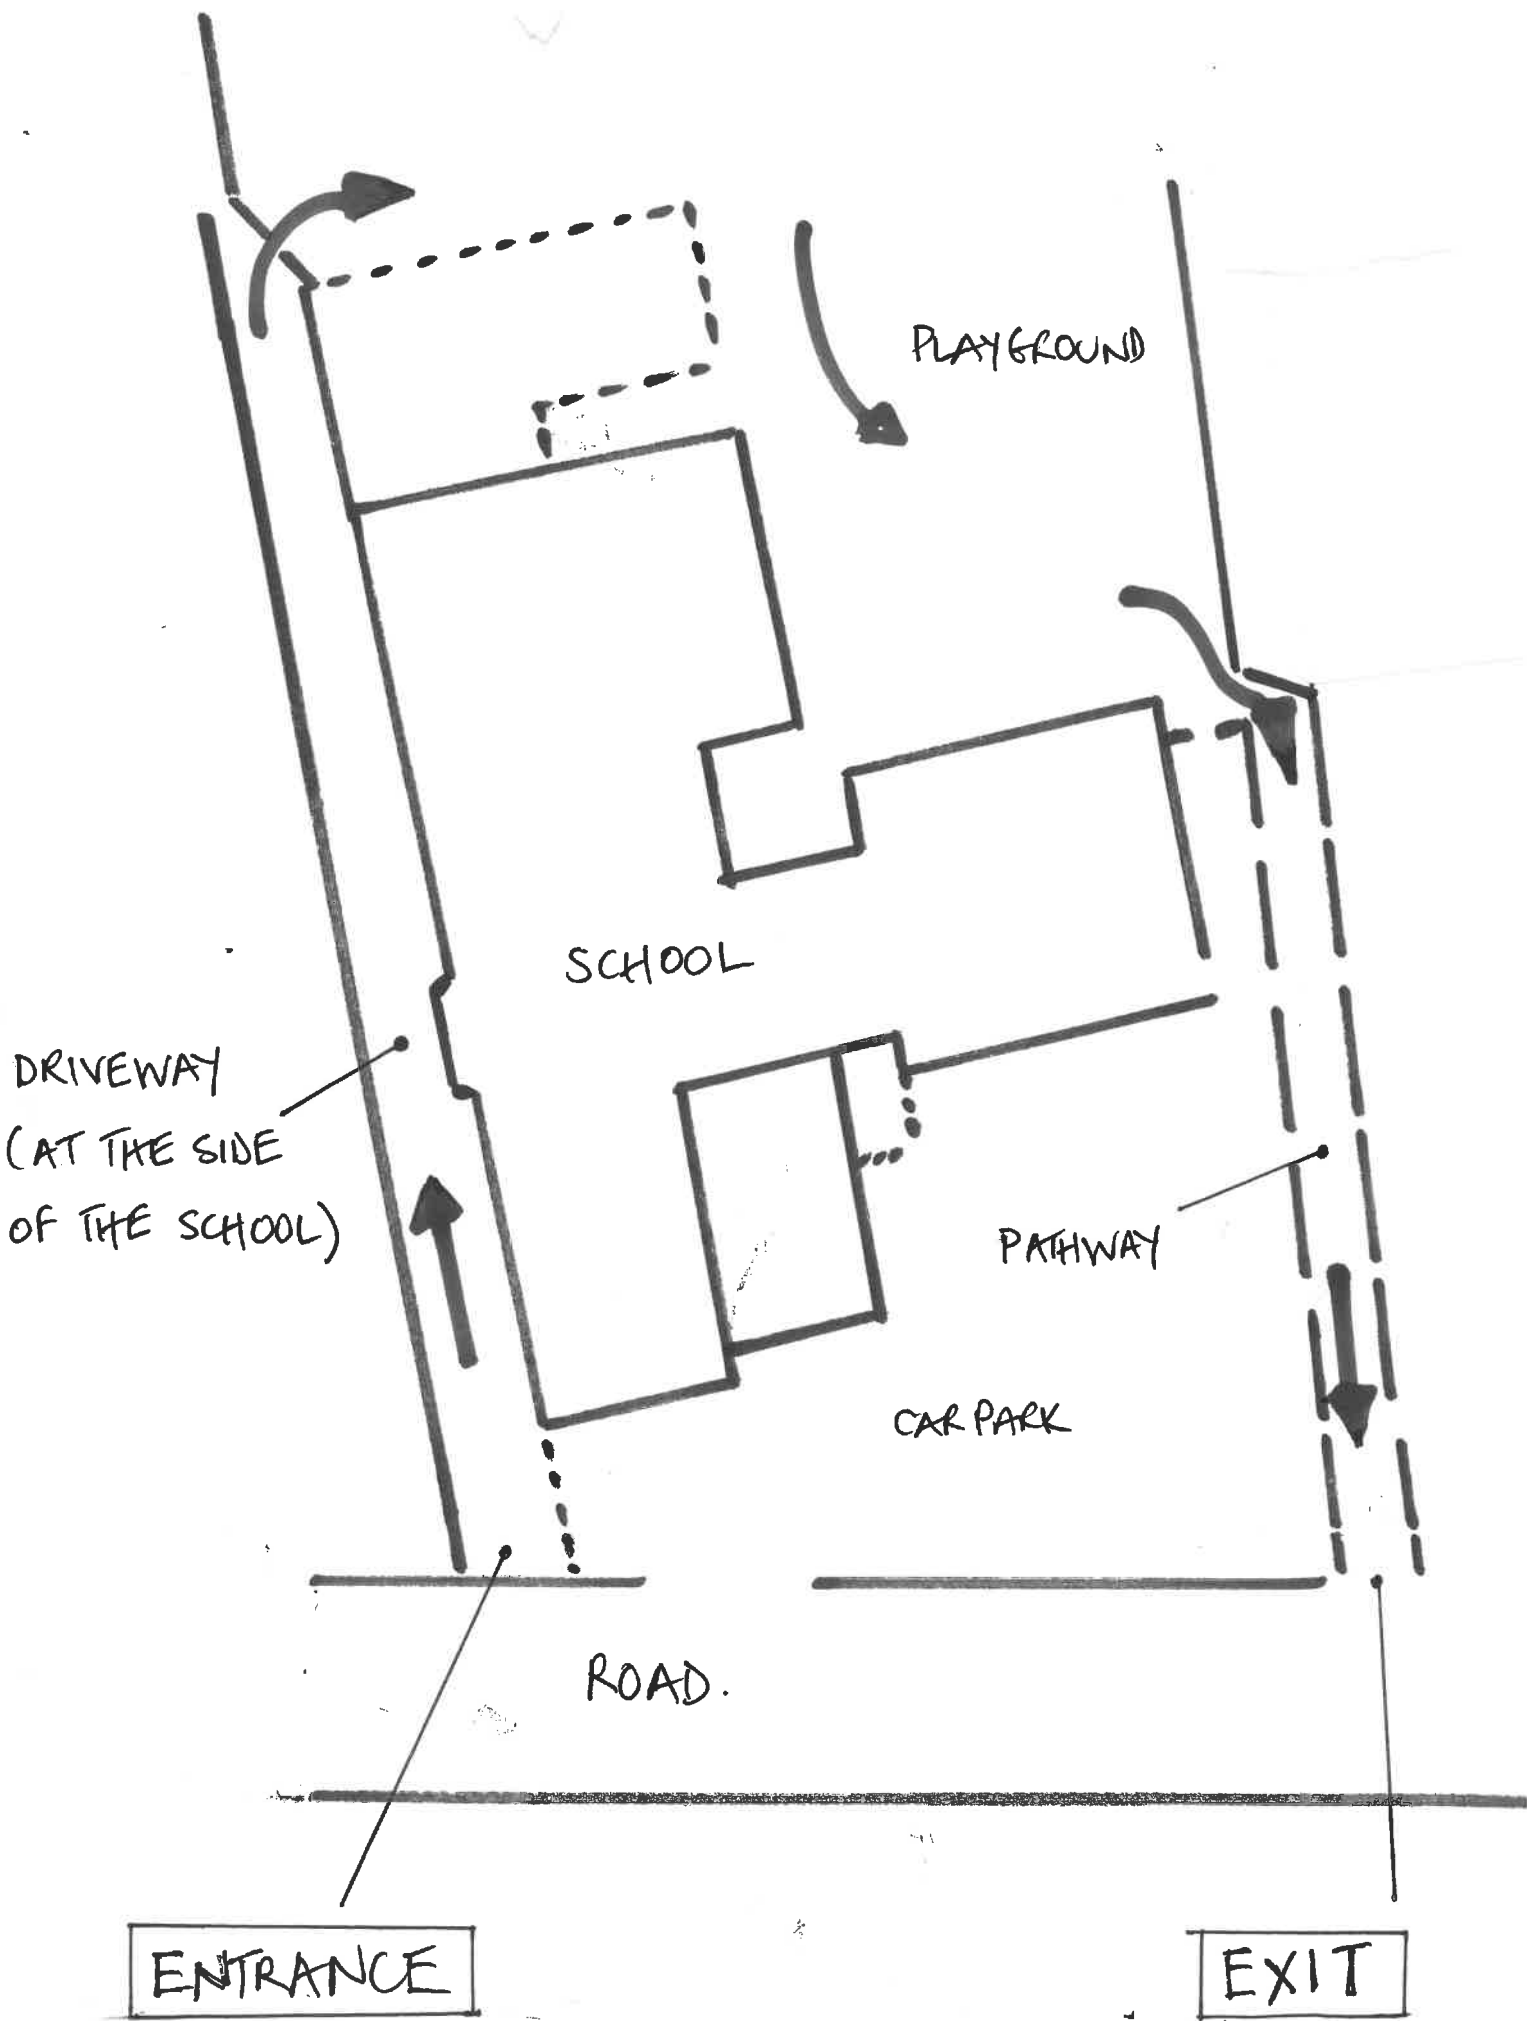 PLAYGROUND
SCHOOL
DRIVEWAY
(AT THE SIDE
OF THE SCHOOL)
PATHWAY
CAR PARK
ROAD.
ENTRANCE
EXIT